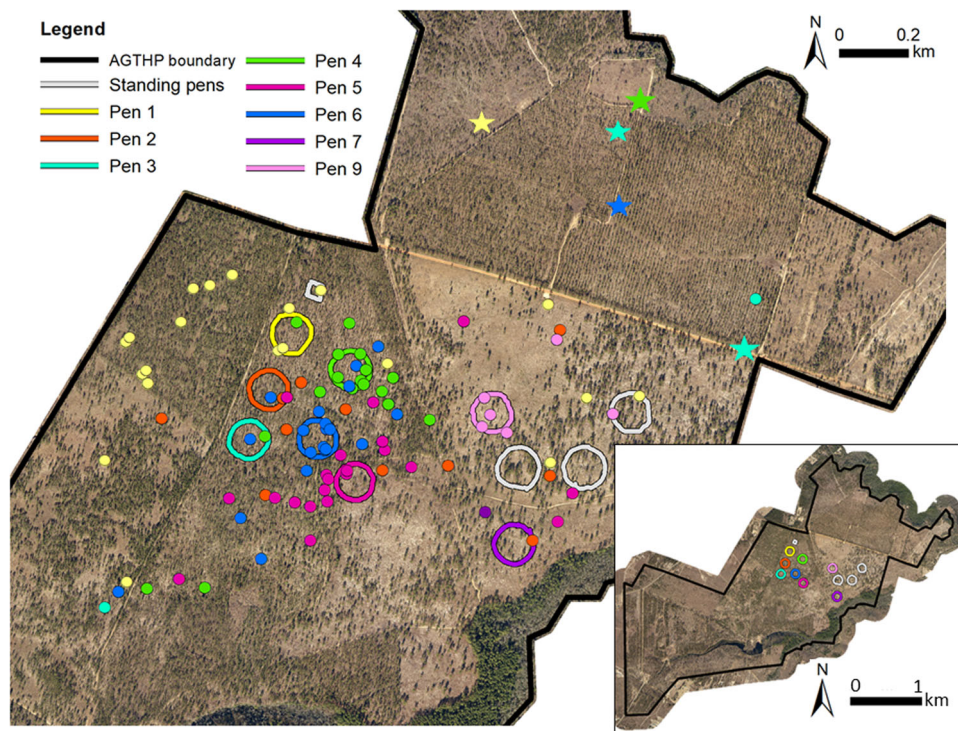 Legend
AGTHP boundary
Standing pens
Pen 1
Pen 2
Pen 3
Pen 4
Pen 5
Pen 6
Pen 7
Pen 9
N
0 0.2
km
N
0 1
km